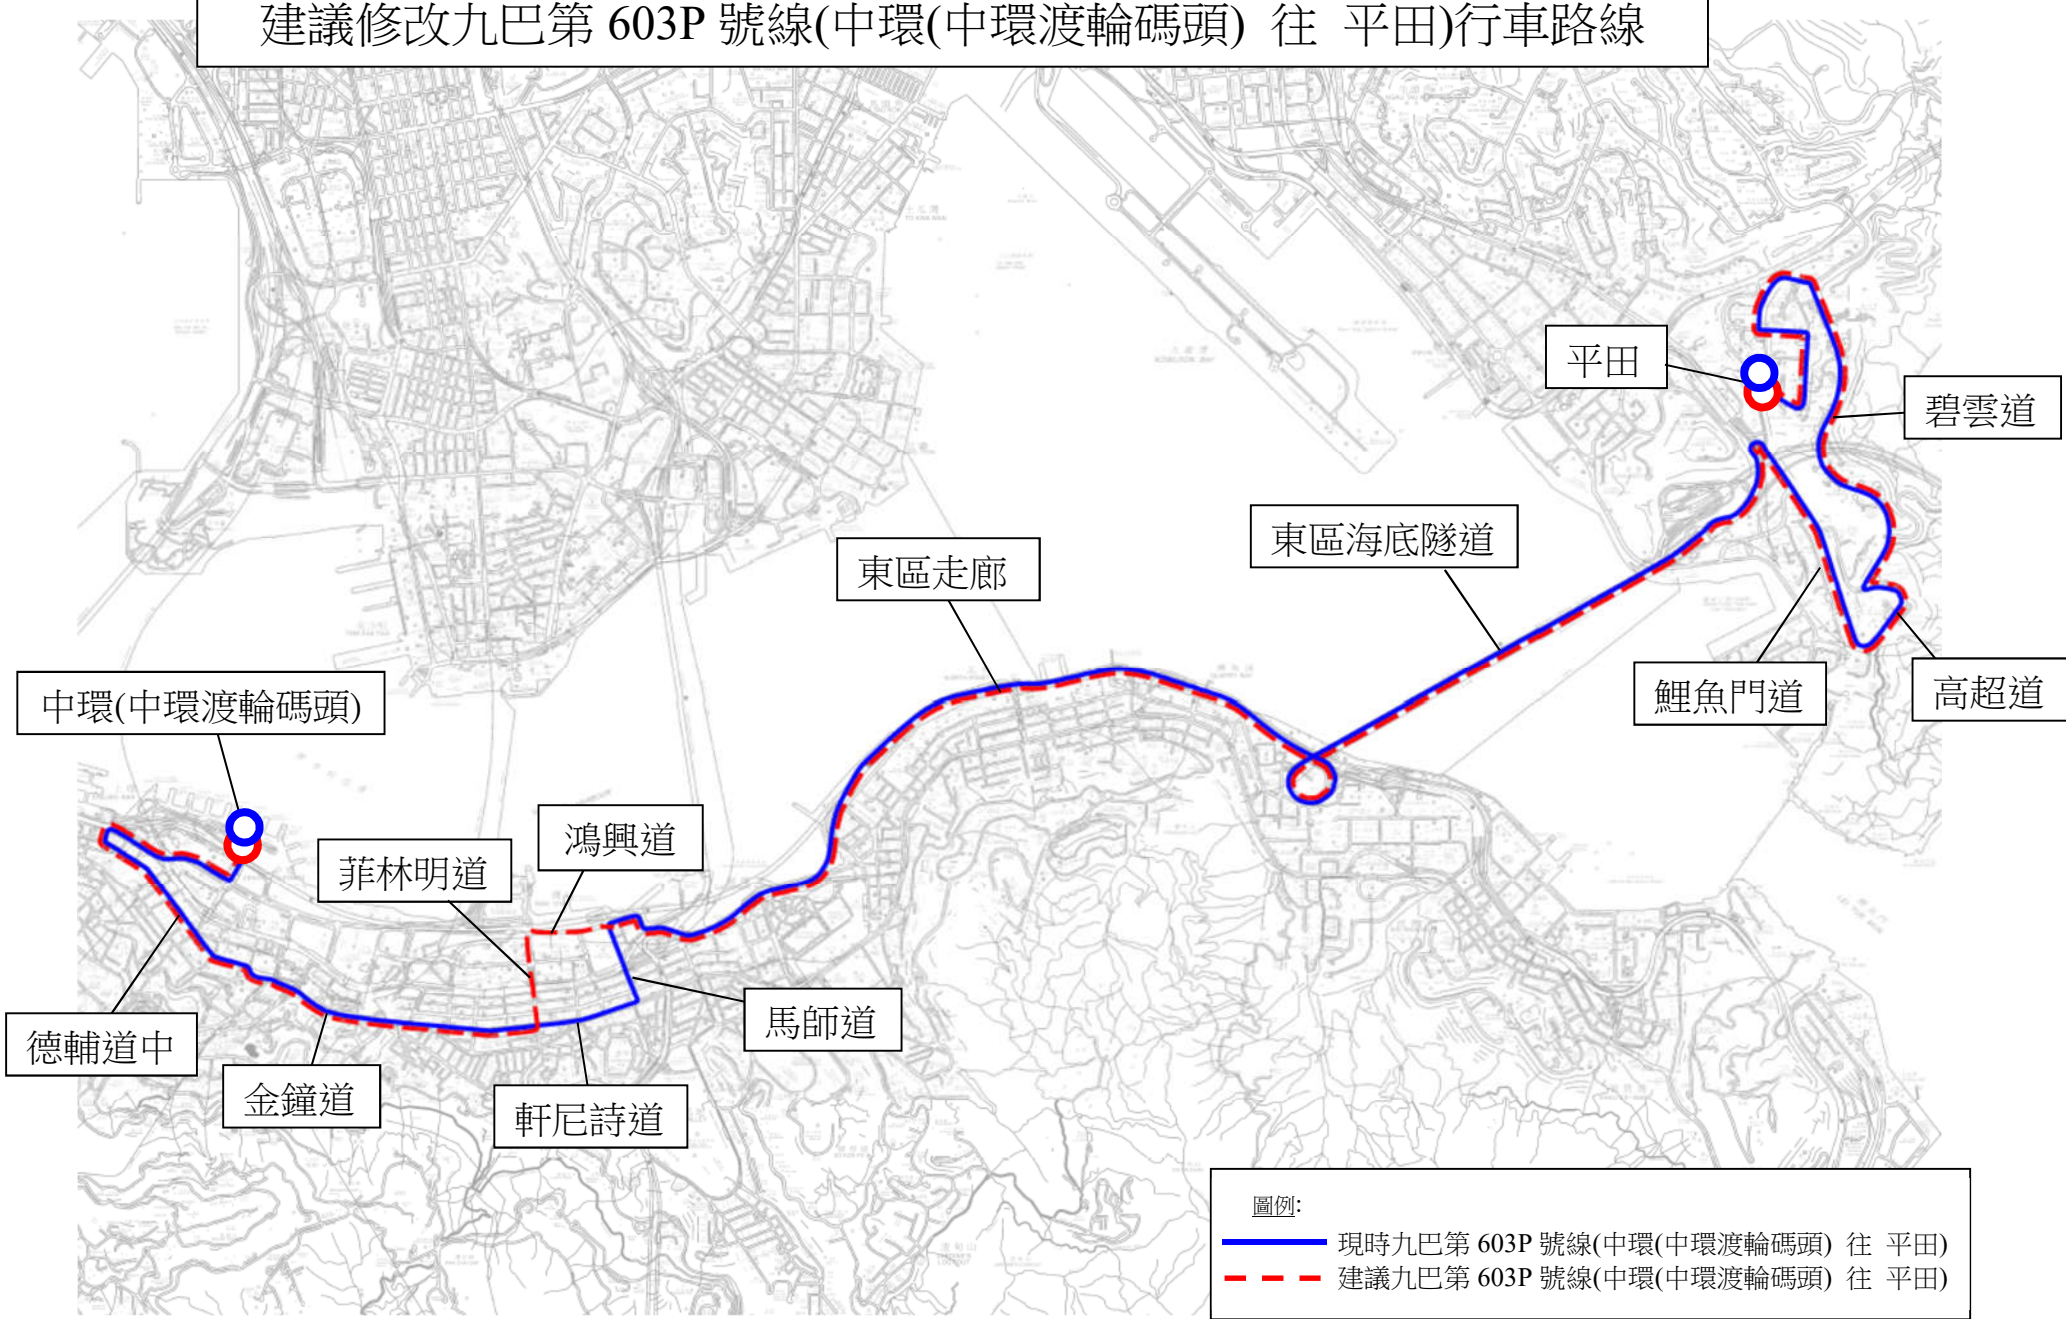 建議修改九巴第 603P 號線(中環(中環渡輪碼頭) 往 平田)行車路線
平田
碧雲道
東區海底隧道
東區走廊
鯉魚門道
高超道
中環(中環渡輪碼頭)
鴻興道
菲林明道
馬師道
德輔道中
金鐘道
軒尼詩道
圖例:
現時九巴第 603P 號線(中環(中環渡輪碼頭) 往 平田)
建議九巴第 603P 號線(中環(中環渡輪碼頭) 往 平田)